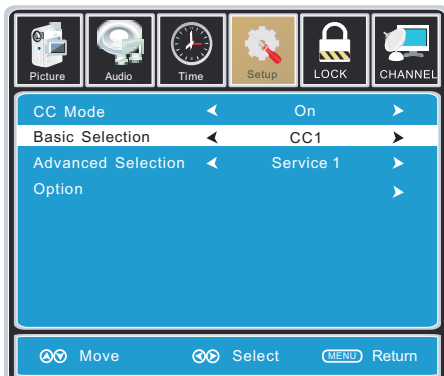 Picture Audio Time Setup LOCK CHANNEL
CC Mode On
Basic Selection CC1
Advanced Selection Service 1
Option
Move Select MENU Return